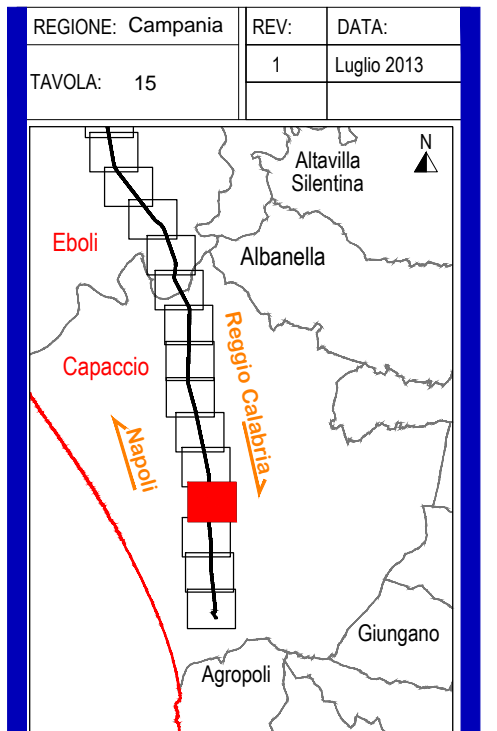 REGIONE: Campania
REV:
DATA:
TAVOLA: 15
1
Luglio 2013
N
Altavilla
Silentina
Eboli
Albanella
Capaccio
Reggio Calabria
Napoli
Giungano
Agropoli